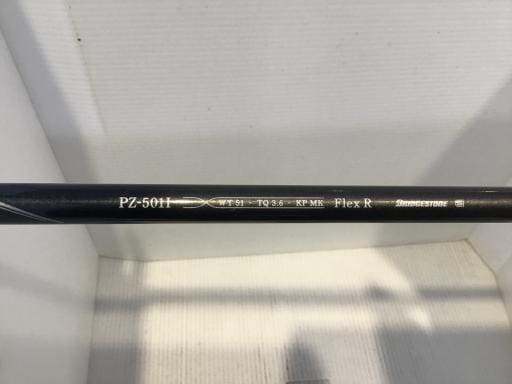 PZ-501I WT 51 - TQ 3.6 - KP MK Flex R BRIDGESTONE